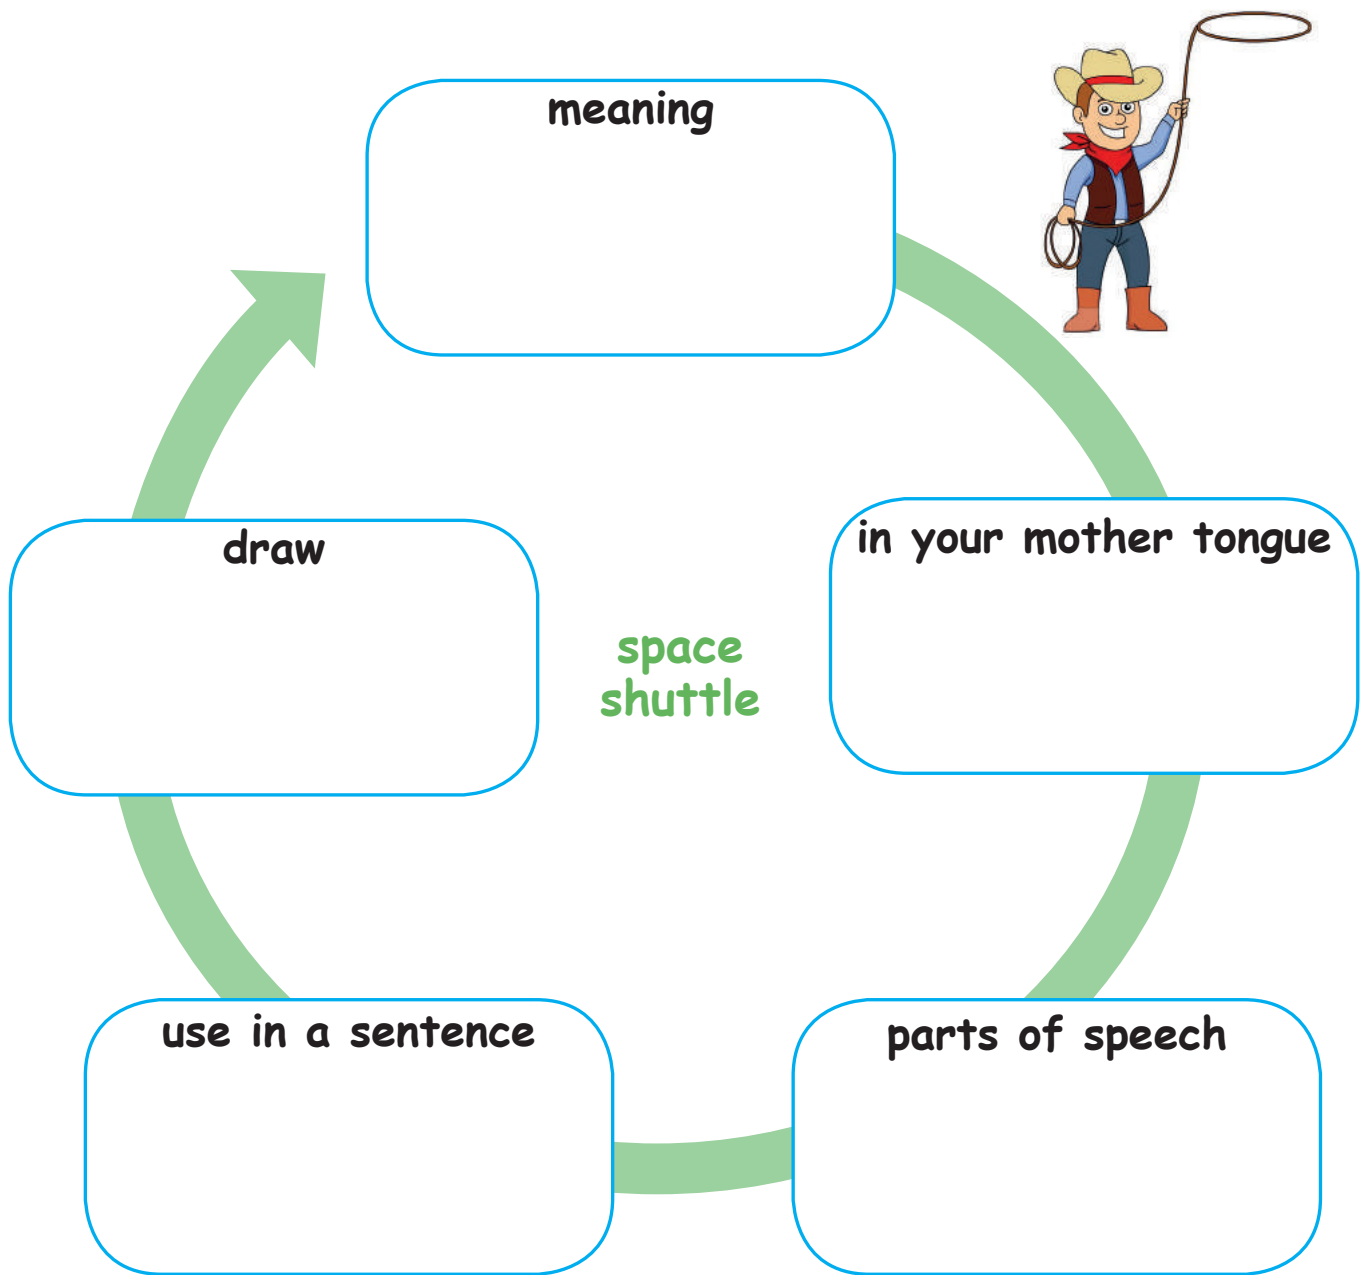 meaning
in your mother tongue
draw
space
shuttle
use in a sentence
parts of speech